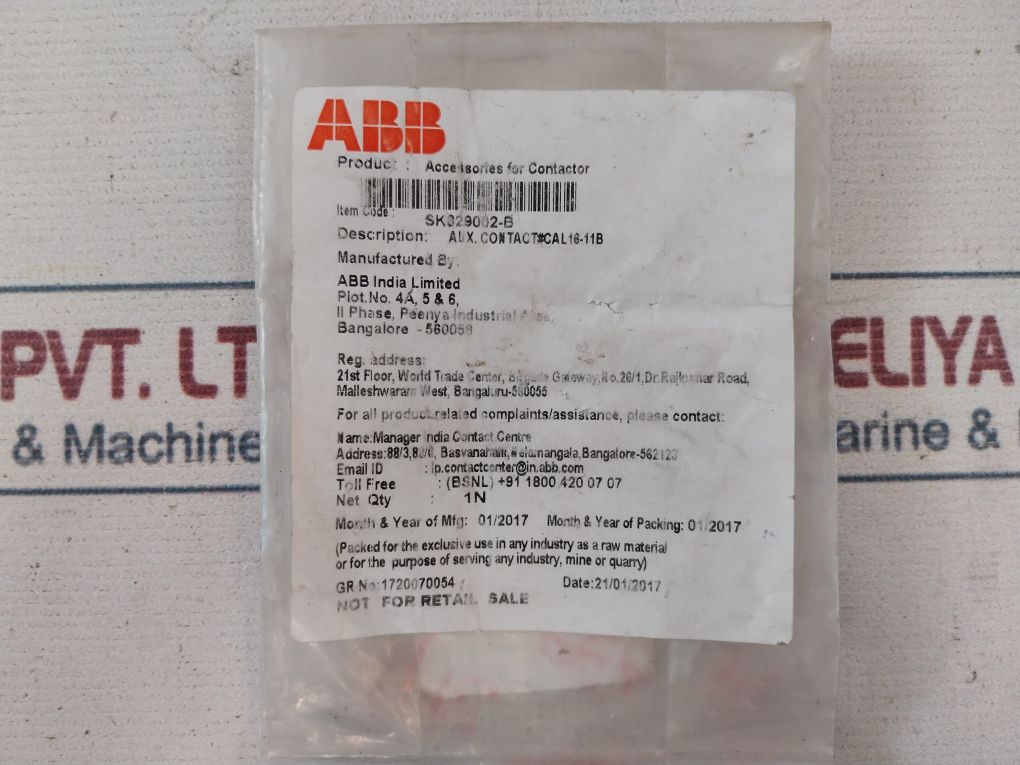 ABB
Product : Accessories for Contactor
Item Code :
SK829002-B
Description: AUX. CONTACT#CAL16-11B
Manufactured By:
ABB India Limited
Plot.No. 4A, 5 & 6,
II Phase, Peenya Industrial Area,
Bangalore - 560058
Reg. address:
21st Floor, World Trade Center, Brigade Gateway,No.26/1,Dr.Rajkumar Road,
Malleshwaram West, Bangaluru-560055
For all product related complaints/assistance, please contact:
Name:Manager India Contact Centre
Address:88/3, Basvanahalli,Nelamangala,Bangalore-562123
Email ID : lp.contactcenter@in.abb.com
Toll Free : (BSNL) +91 1800 420 07 07
Net Qty : 1N
Month & Year of Mfg: 01/2017 Month & Year of Packing: 01/2017
(Packed for the exclusive use in any industry as a raw material
or for the purpose of serving any industry, mine or quarry)
GR No:1720070054 / Date:21/01/2017
NOT FOR RETAIL SALE
PVT. LT
ELIYA
& Machine
arine &